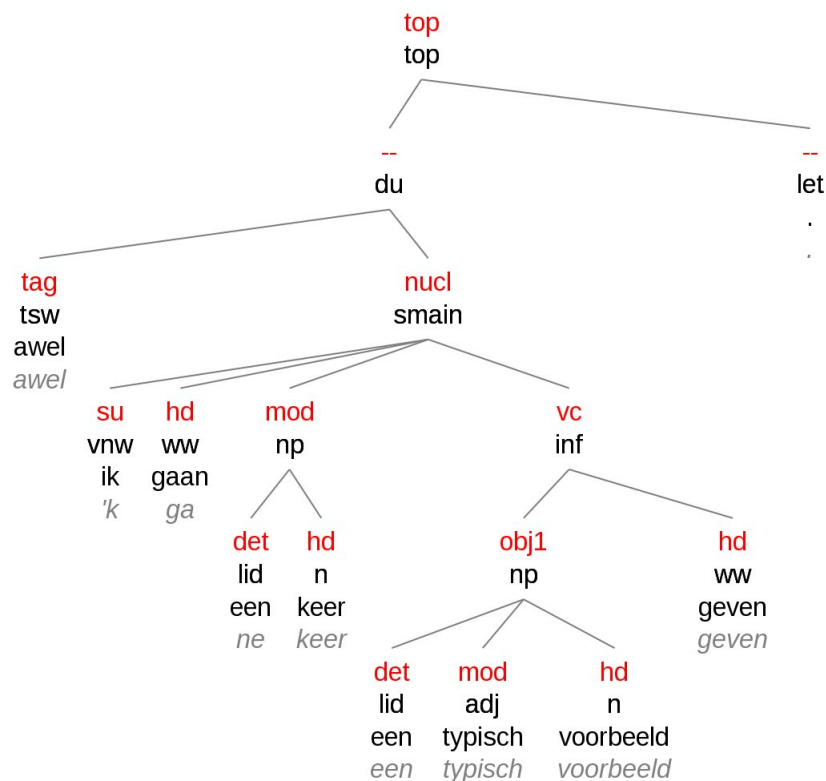 top
top
-- --
du let
.
.
tag nucl
tsw smain
awel
awel
su hd mod vc
vnw ww np inf
ik gaan
'k ga
det hd obj1 hd
lid n np ww
een keer geven
ne keer geven
det mod hd
lid adj n
een typisch voorbeeld
een typisch voorbeeld